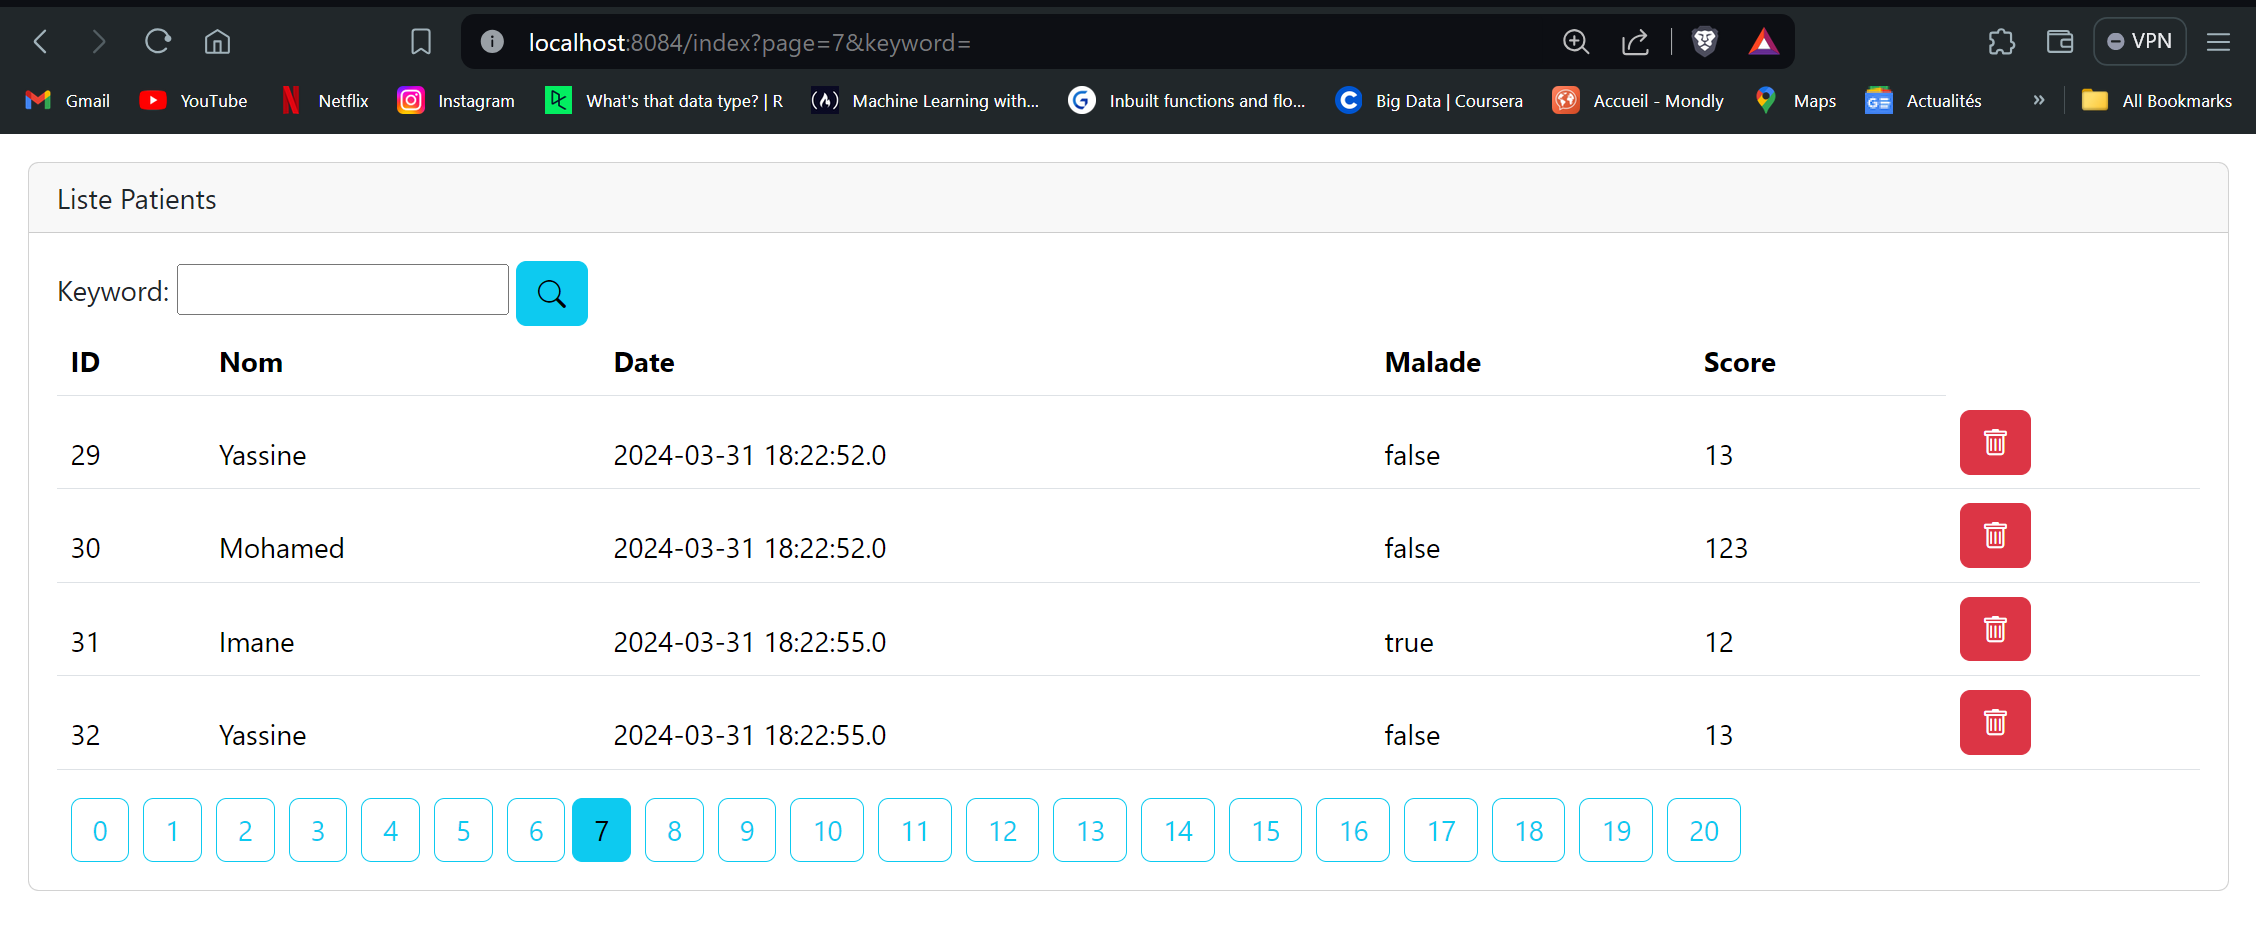 localhost:8084/index?page=7&keyword=
VPN
Gmail YouTube Netflix Instagram What's that data type? | R Machine Learning with... Inbuilt functions and flo... Big Data | Coursera Accueil - Mondly Maps Actualités » All Bookmarks
Liste Patients
Keyword:
ID Nom Date Malade Score
29 Yassine 2024-03-31 18:22:52.0 false 13
30 Mohamed 2024-03-31 18:22:52.0 false 123
31 Imane 2024-03-31 18:22:55.0 true 12
32 Yassine 2024-03-31 18:22:55.0 false 13
0 1 2 3 4 5 6 7 8 9 10 11 12 13 14 15 16 17 18 19 20